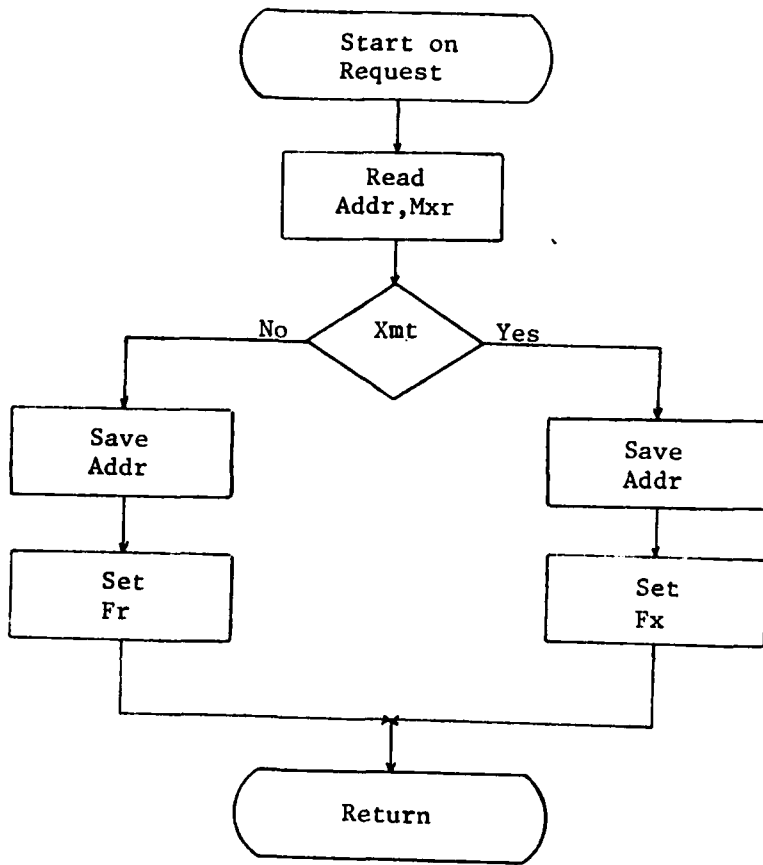 Start on
Request
Read
Addr,Mxr
Xmt
No
Yes
Save
Addr
Save
Addr
Set
Fr
Set
Fx
Return